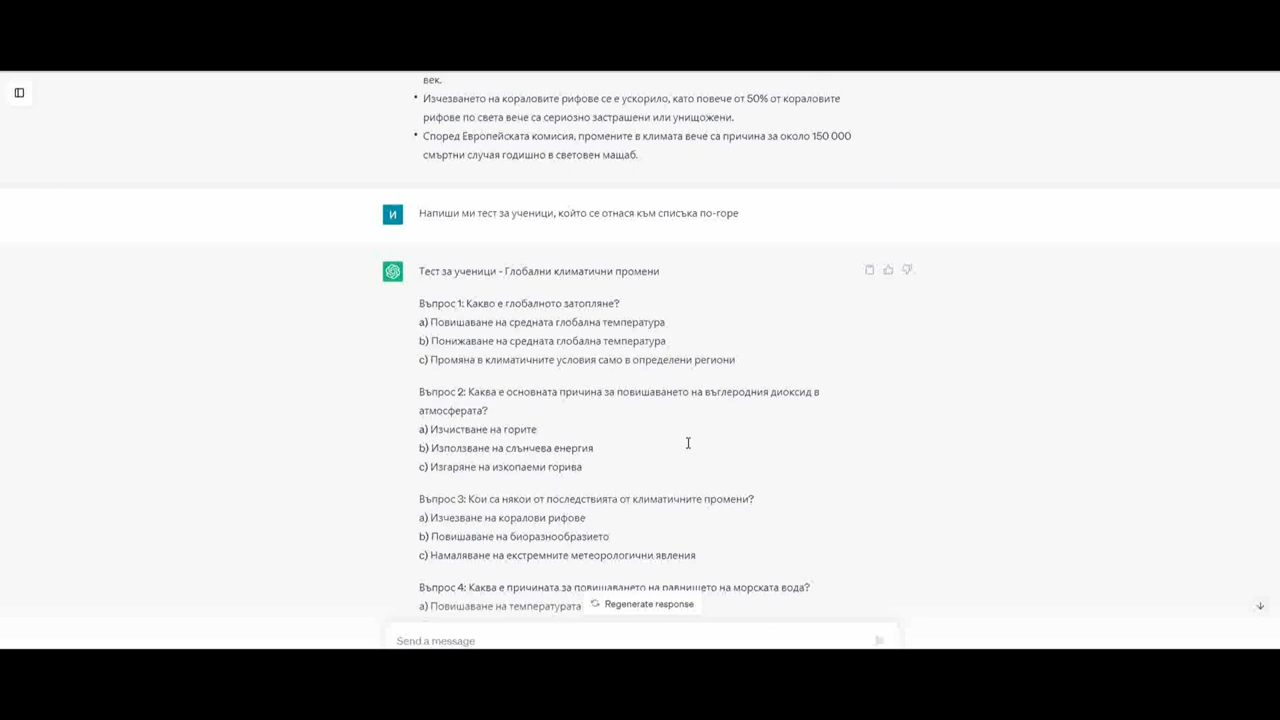 век.
• Изчезването на кораловите рифове се е ускорило, като повече от 50% от кораловите
рифове по света вече са сериозно застрашени или унищожени.
• Според Европейската комисия, промените в климата вече са причина за около 150 000
смъртни случая годишно в световен мащаб.
И
Напиши ми тест за ученици, който се отнася към списъка по-горе
Тест за ученици - Глобални климатични промени
Въпрос 1: Какво е глобалното затопляне?
a) Повишаване на средната глобална температура
b) Понижаване на средната глобална температура
c) Промяна в климатичните условия само в определени региони
Въпрос 2: Каква е основната причина за повишаването на въглеродния диоксид в
атмосферата?
a) Изчистване на горите
b) Използване на слънчева енергия
c) Изгаряне на изкопаеми горива
Въпрос 3: Кои са някои от последствията от климатичните промени?
a) Изчезване на коралови рифове
b) Повишаване на биоразнообразието
c) Намаляване на екстремните метеорологични явления
Въпрос 4: Каква е причината за повишаването на равнището на морската вода?
a) Повишаване на температурата
Regenerate response
Send a message